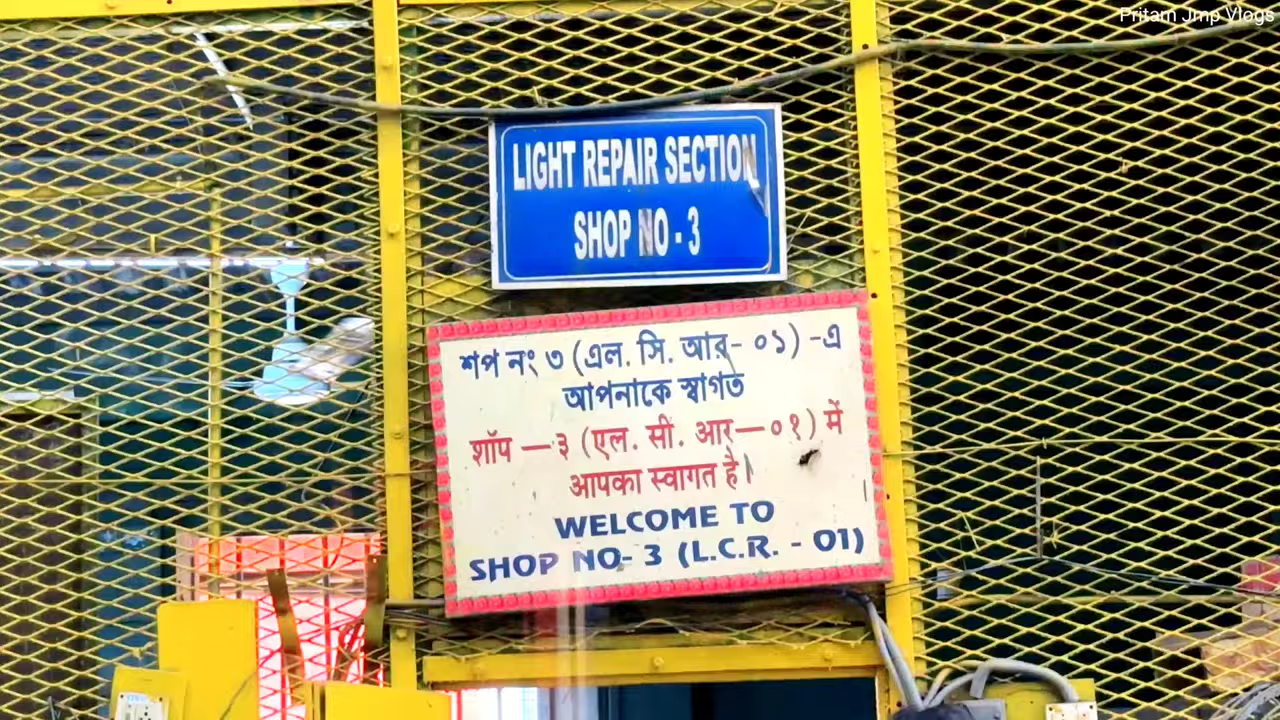 Pritam Jmp Vlogs
LIGHT REPAIR SECTION
SHOP NO - 3
শপ নং ৩ (এল. সি. আর্- ০১) -এ
আপনাকে স্বাগত
शॉप —३ (एल. सी. आर—०१) में
आपका स्वागत है।
WELCOME TO
SHOP NO- 3 (L.C.R. - 01)